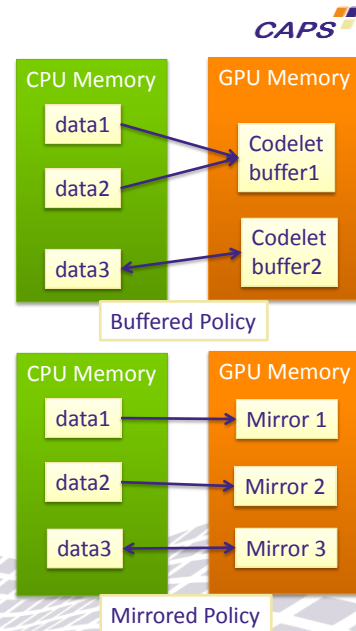 CAPS
CPU Memory
GPU Memory
data1
data2
data3
Codelet
buffer1
Codelet
buffer2
Buffered Policy
CPU Memory
GPU Memory
data1
Mirror 1
data2
Mirror 2
data3
Mirror 3
Mirrored Policy